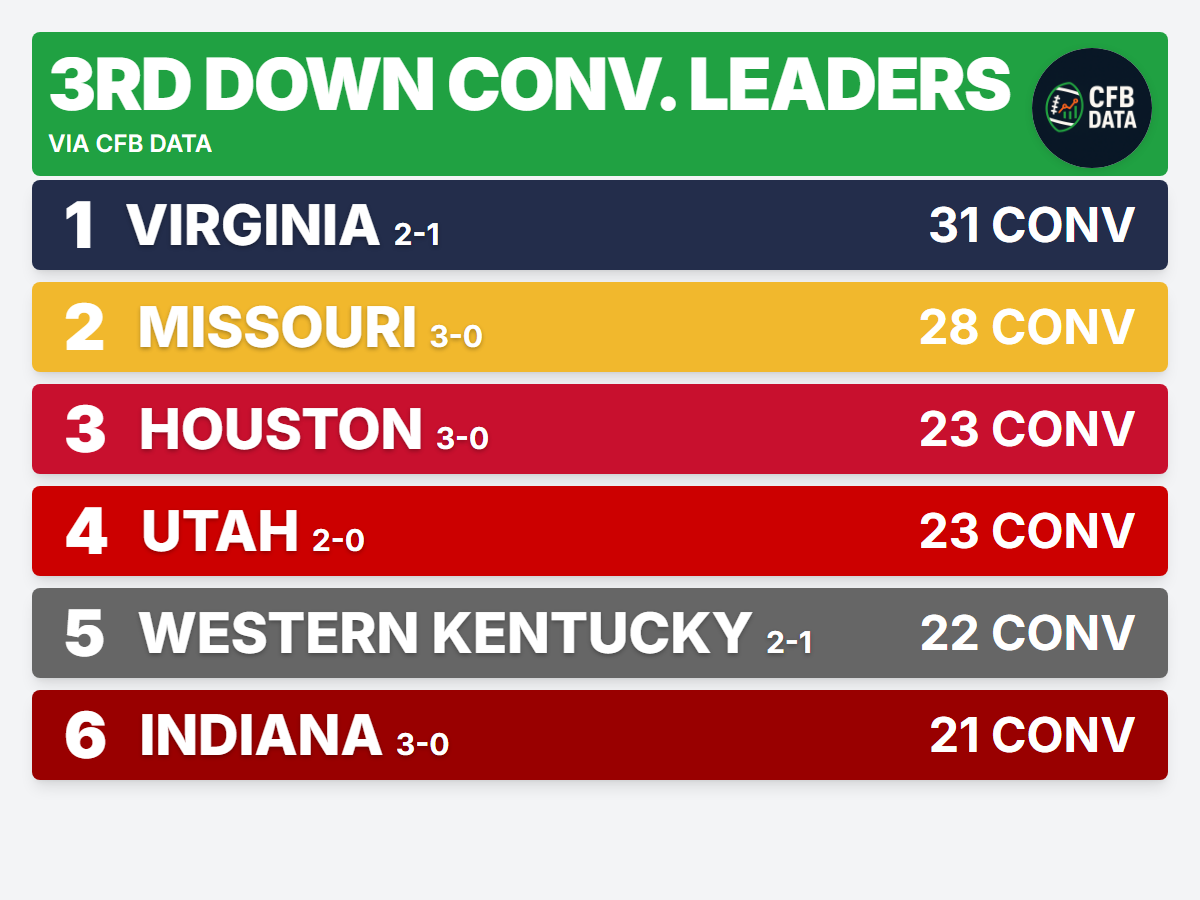 3RD DOWN CONV. LEADERS
VIA CFB DATA
CFB
DATA
1 VIRGINIA 2-1 31 CONV
2 MISSOURI 3-0 28 CONV
3 HOUSTON 3-0 23 CONV
4 UTAH 2-0 23 CONV
5 WESTERN KENTUCKY 2-1 22 CONV
6 INDIANA 3-0 21 CONV